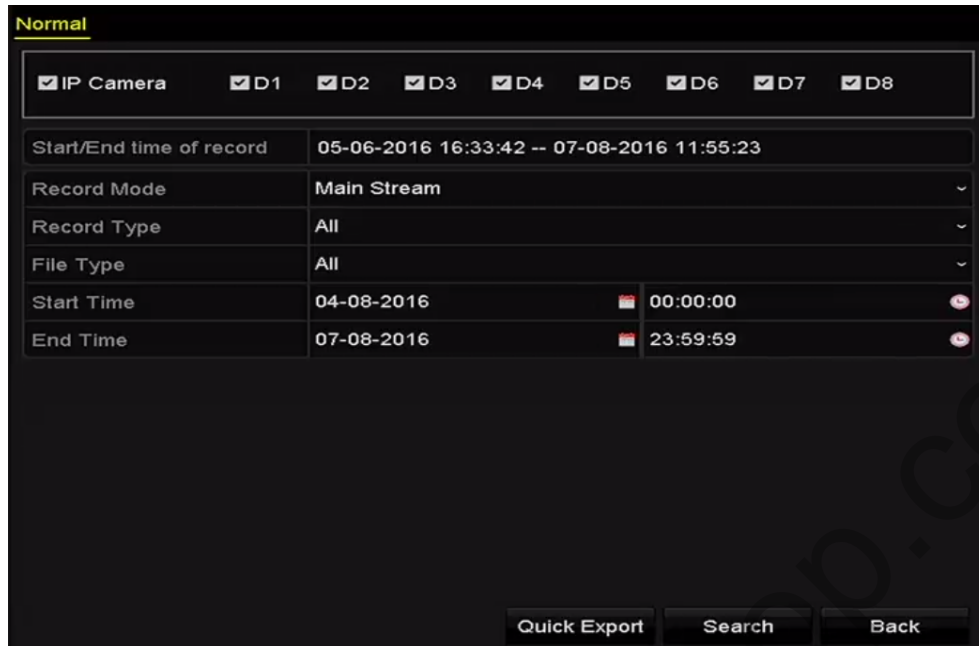 Normal
IP Camera D1 D2 D3 D4 D5 D6 D7 D8
Start/End time of record 05-06-2016 16:33:42 -- 07-08-2016 11:55:23
Record Mode Main Stream
Record Type All
File Type All
Start Time 04-08-2016 00:00:00
End Time 07-08-2016 23:59:59
Quick Export Search Back